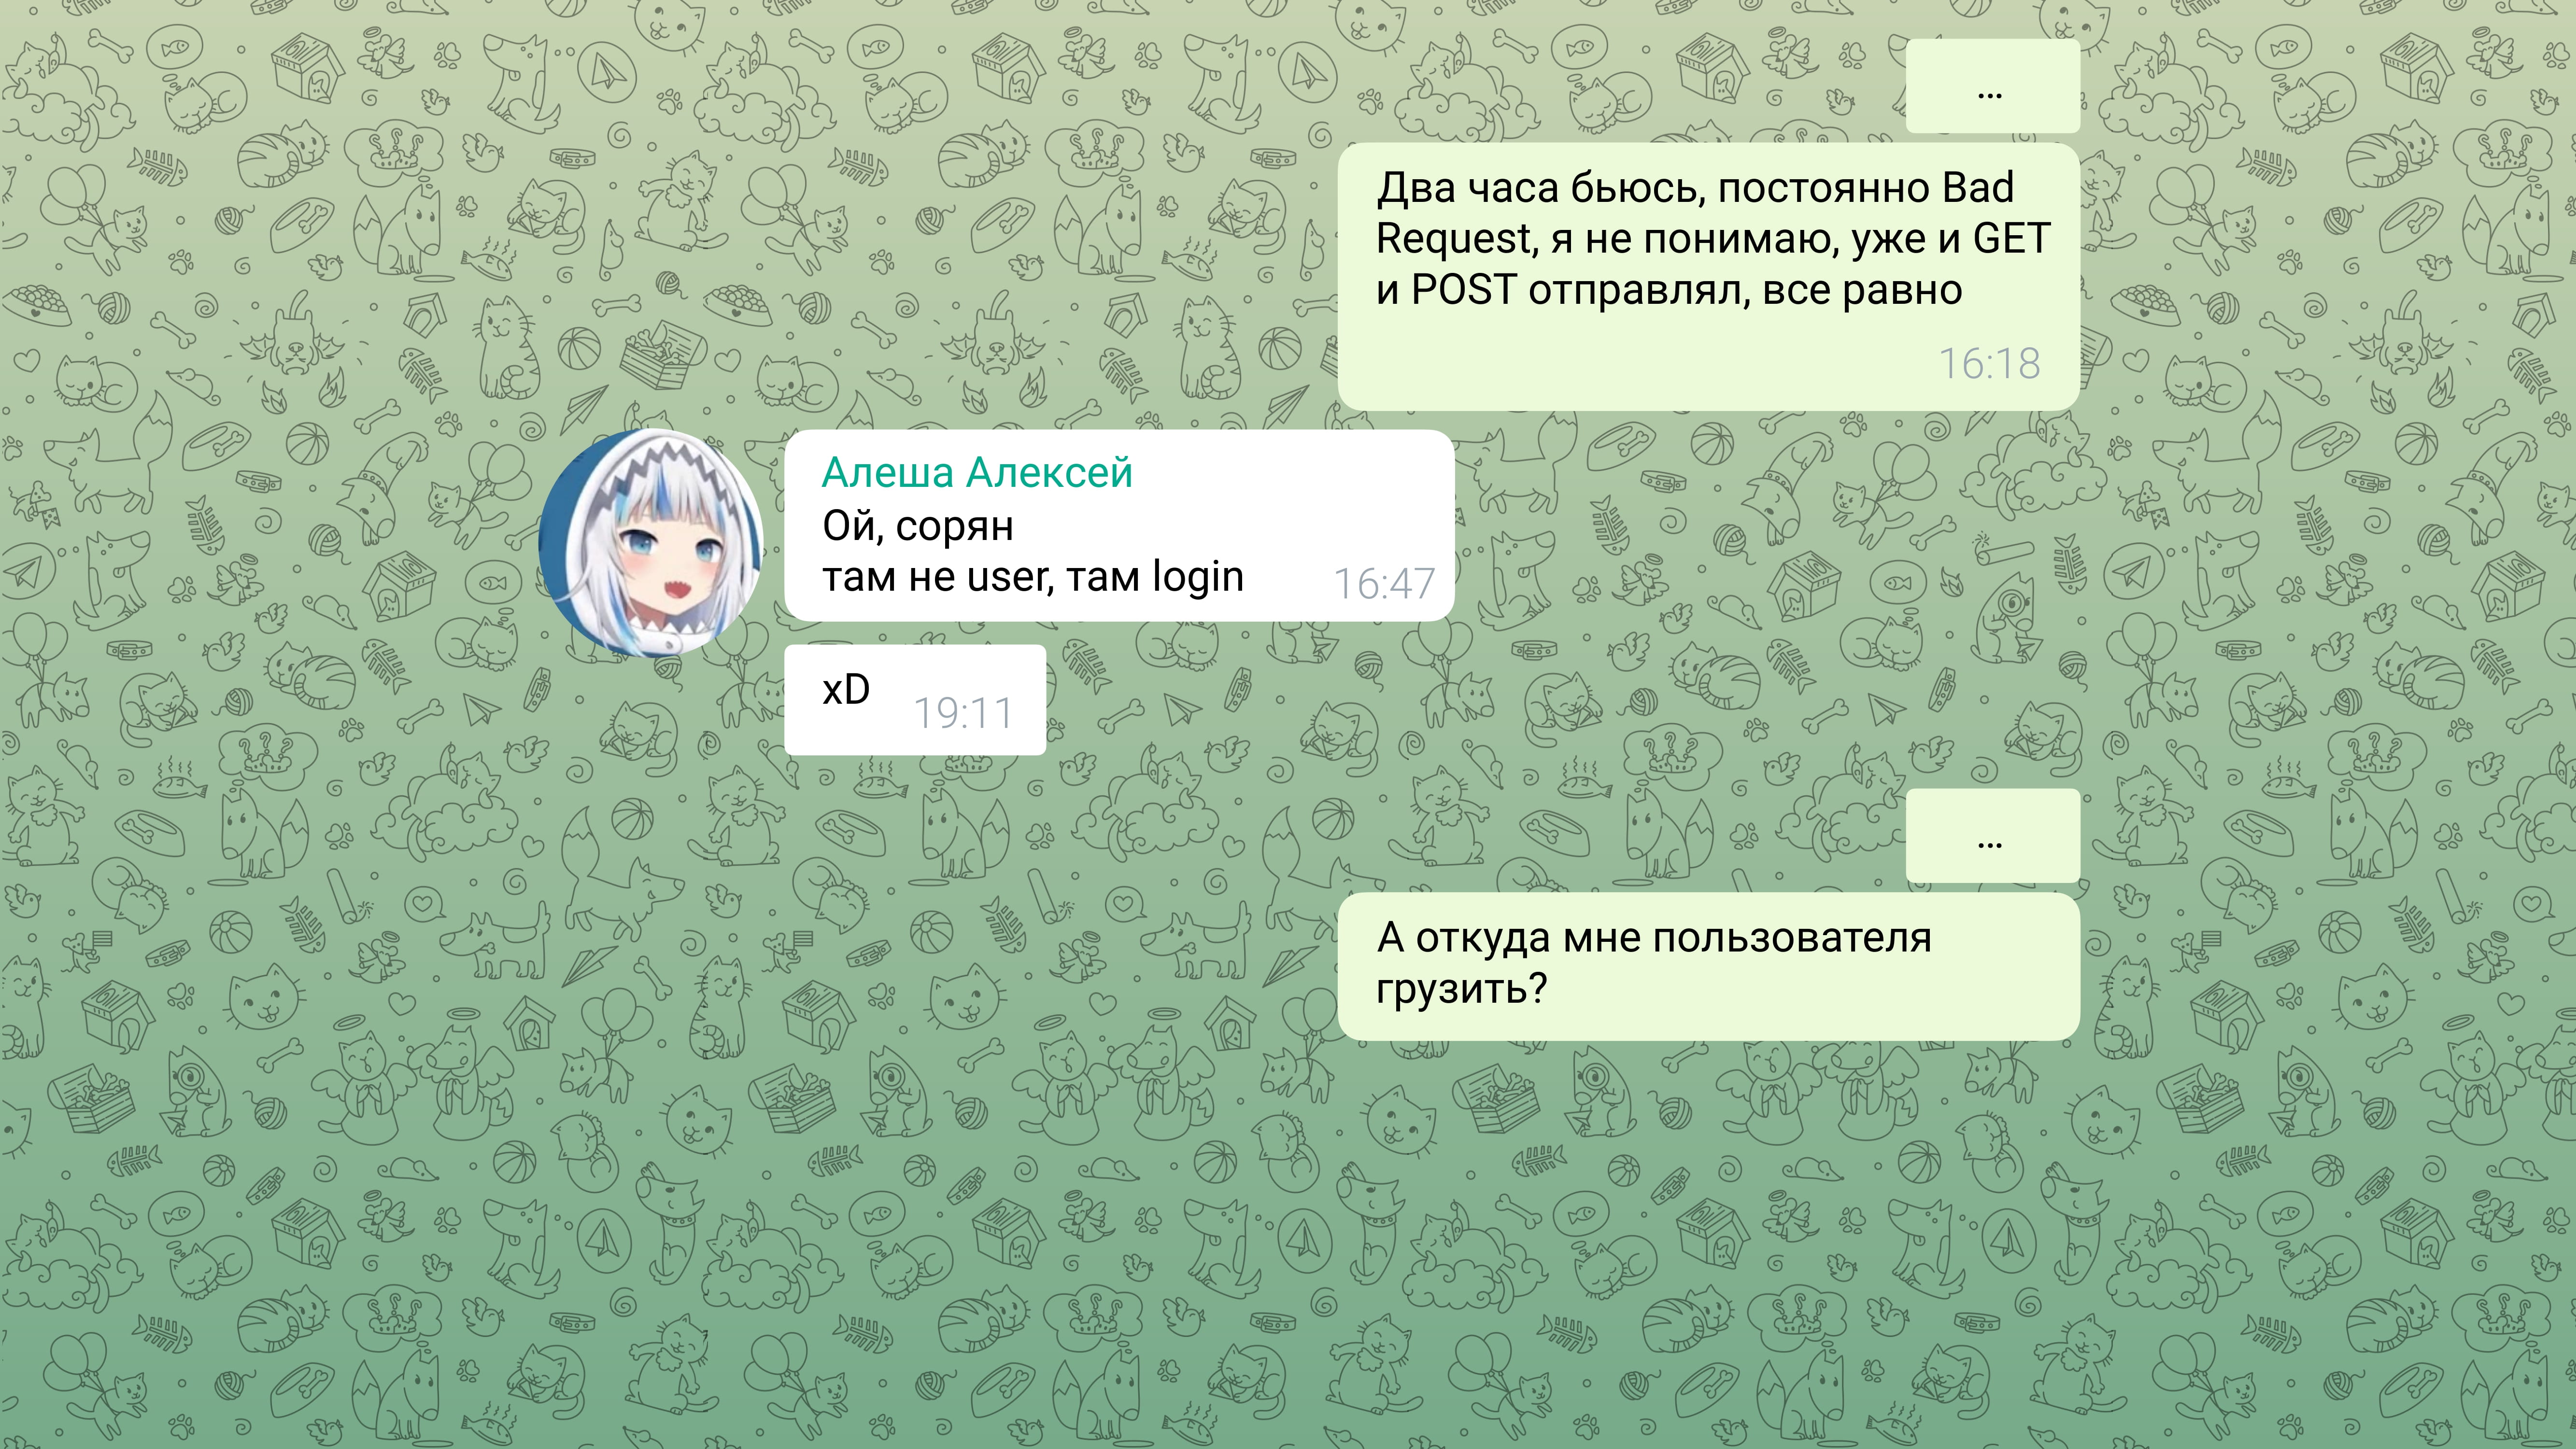 ...
Два часа бьюсь, постоянно Bad
Request, я не понимаю, уже и GET
и POST отправлял, все равно
16:18
Алеша Алексей
Ой, сорян
там не user, там login 16:47
xD 19:11
...
А откуда мне пользователя
грузить?